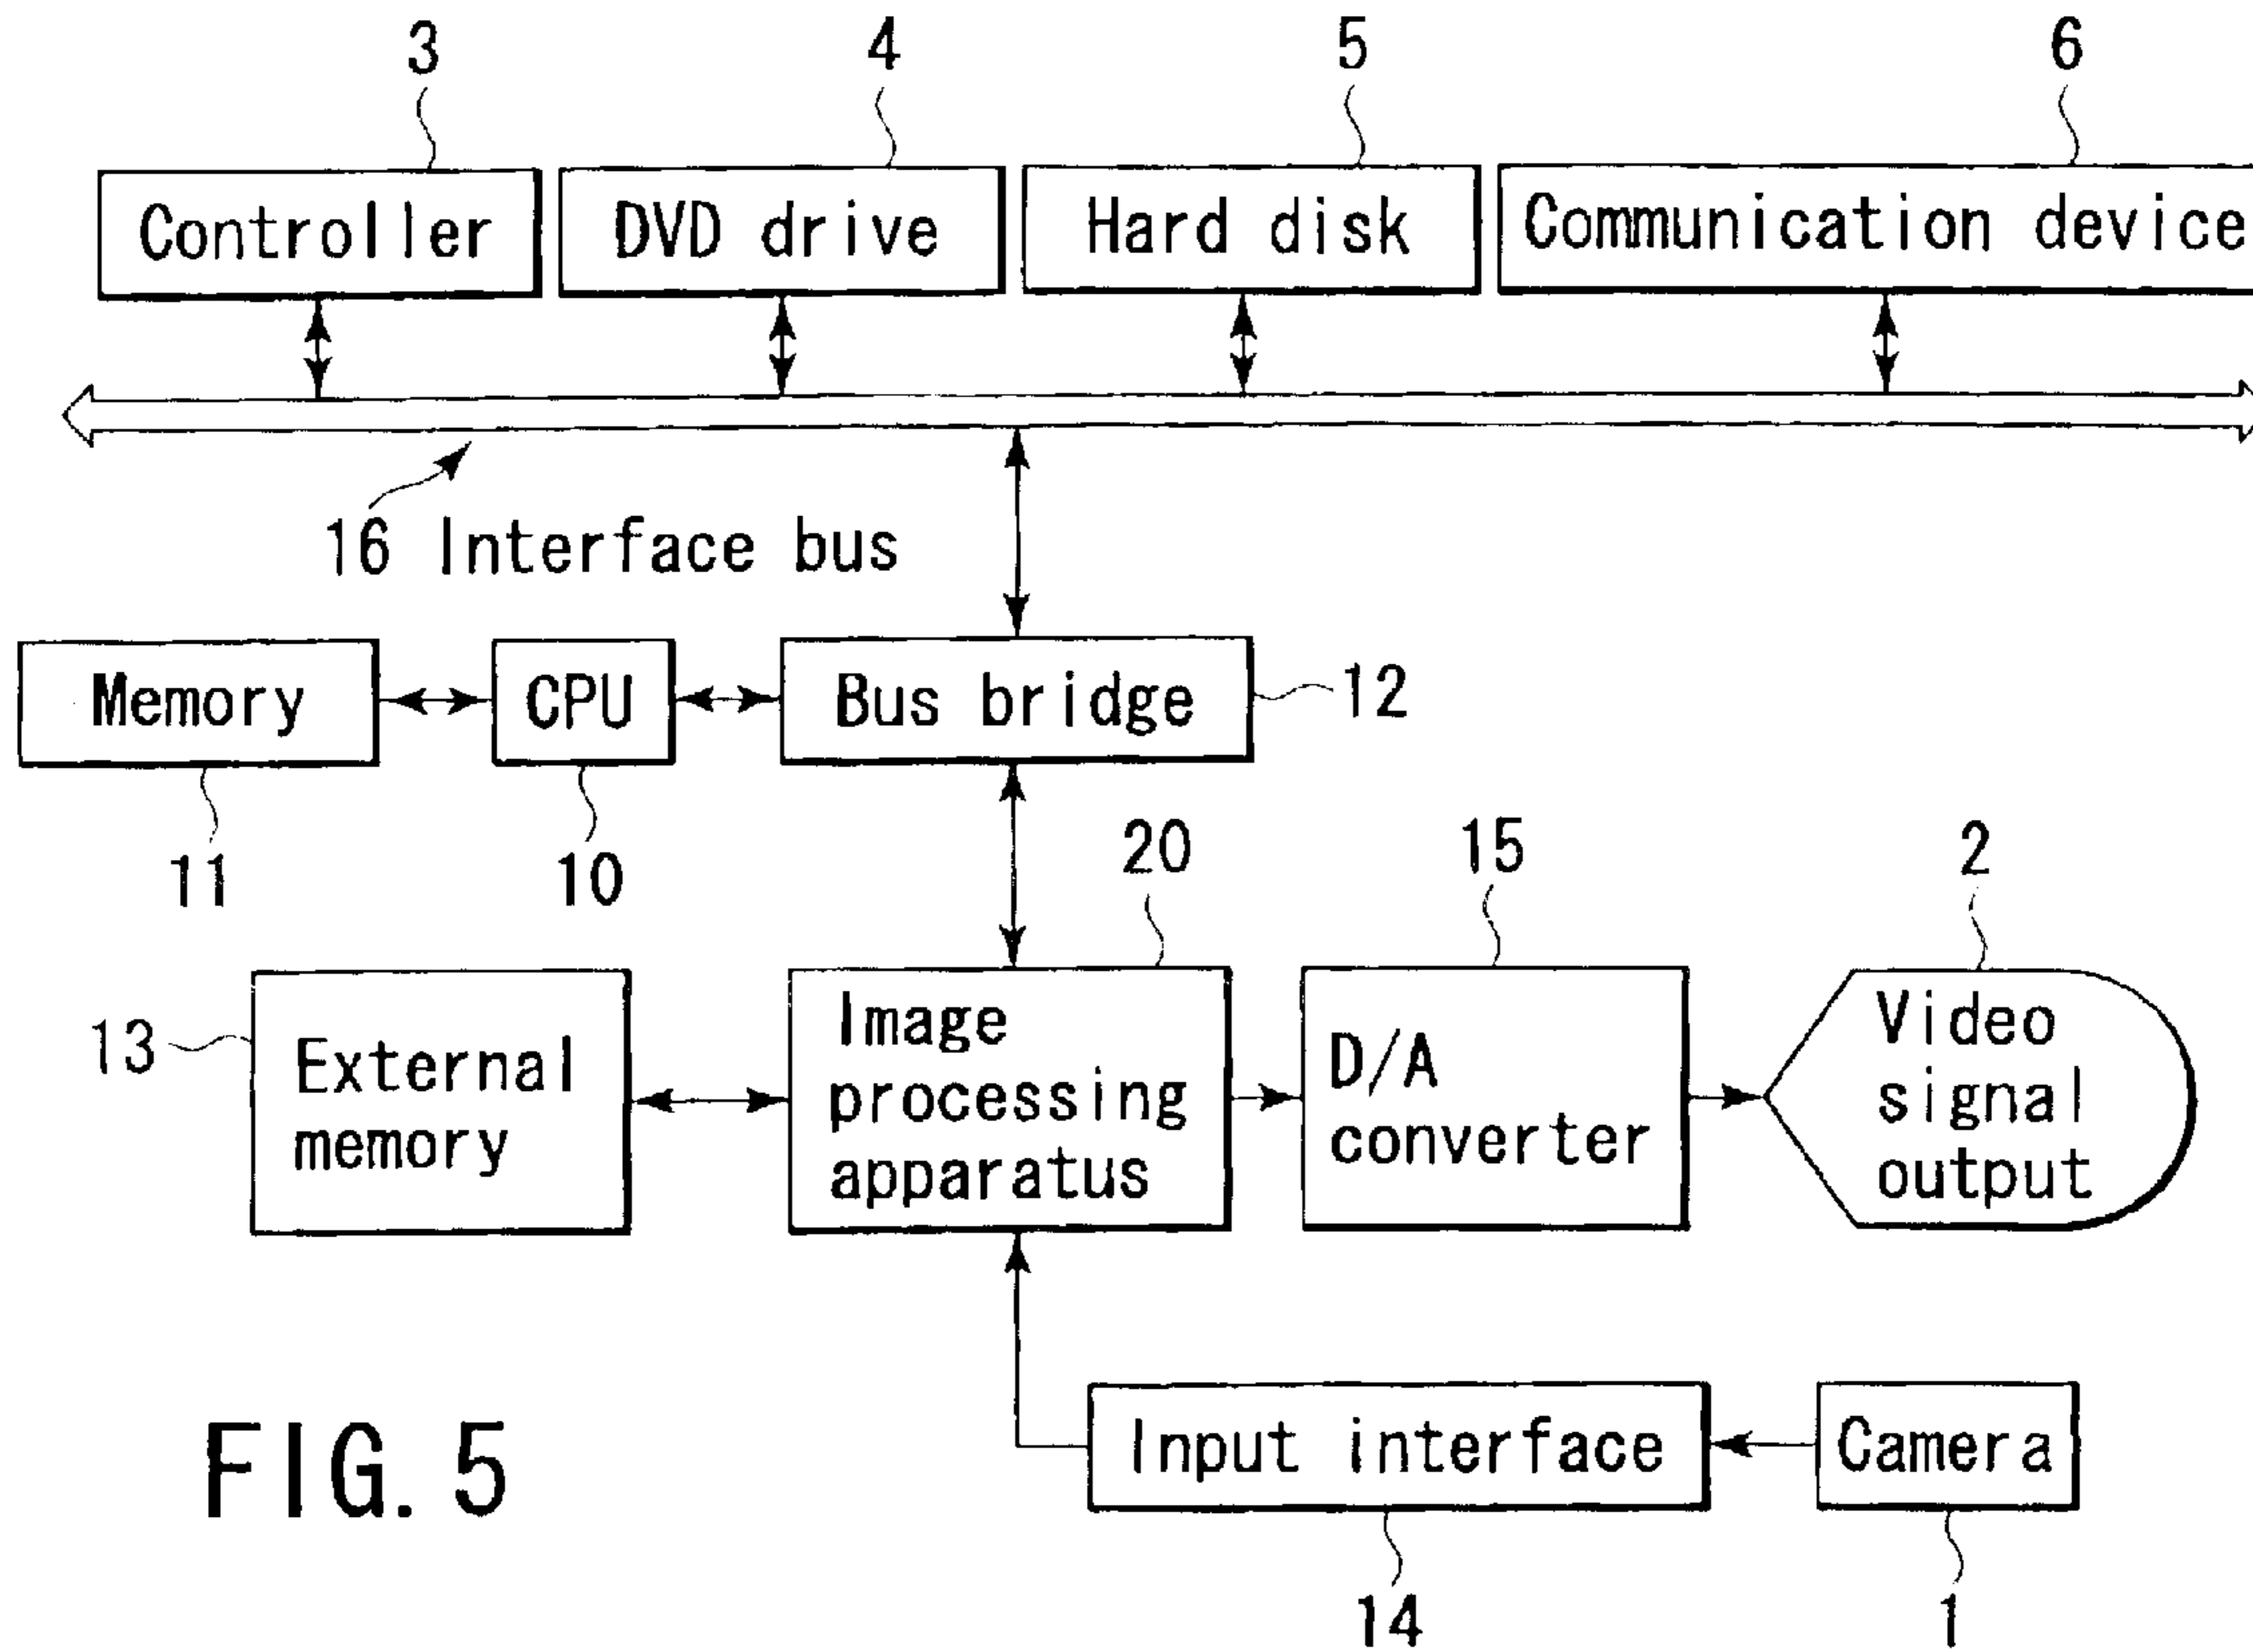 3
4
5
6
Controller
DVD drive
Hard disk
Communication device
16 Interface bus
Memory
CPU
Bus bridge
12
11
10
20
15
2
13
External
memory
Image
processing
apparatus
D/A
converter
Video
signal
output
Input interface
Camera
14
1
FIG. 5